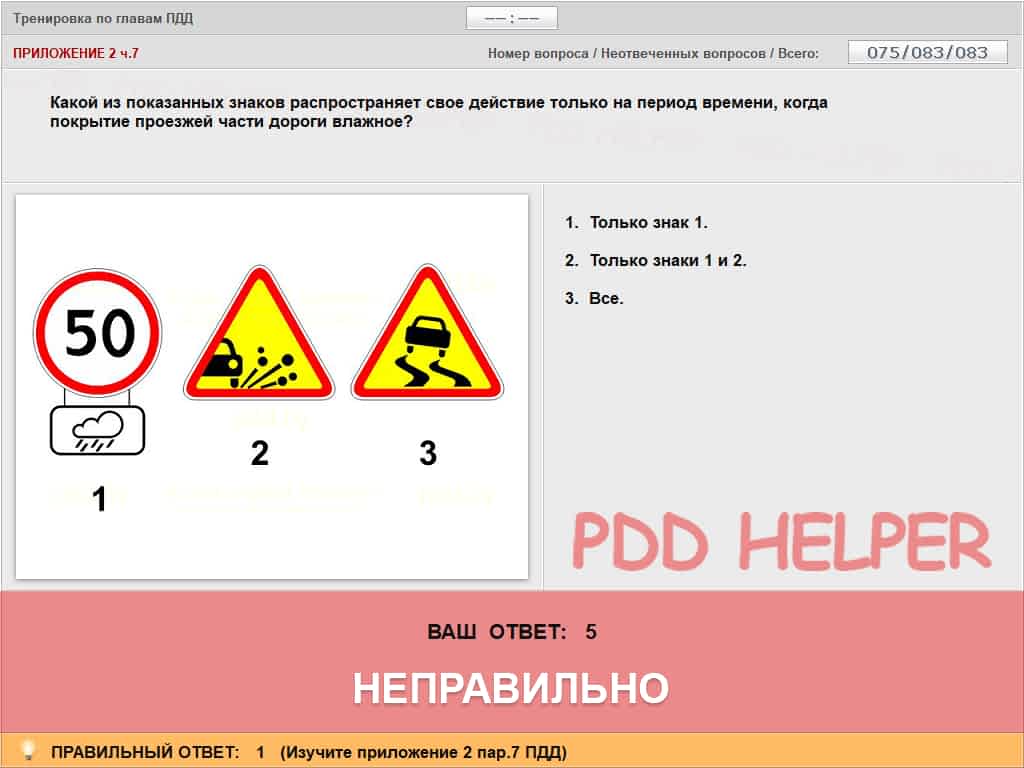 Тренировка по главам ПДД
—— : ——
ПРИЛОЖЕНИЕ 2 ч.7
Номер вопроса / Неотвеченных вопросов / Всего:
075/083/083
Какой из показанных знаков распространяет свое действие только на период времени, когда
покрытие проезжей части дороги влажное?
50
1
2
3
1. Только знак 1.
2. Только знаки 1 и 2.
3. Все.
PDD HELPER
ВАШ ОТВЕТ: 5
НЕПРАВИЛЬНО
ПРАВИЛЬНЫЙ ОТВЕТ: 1 (Изучите приложение 2 пар.7 ПДД)